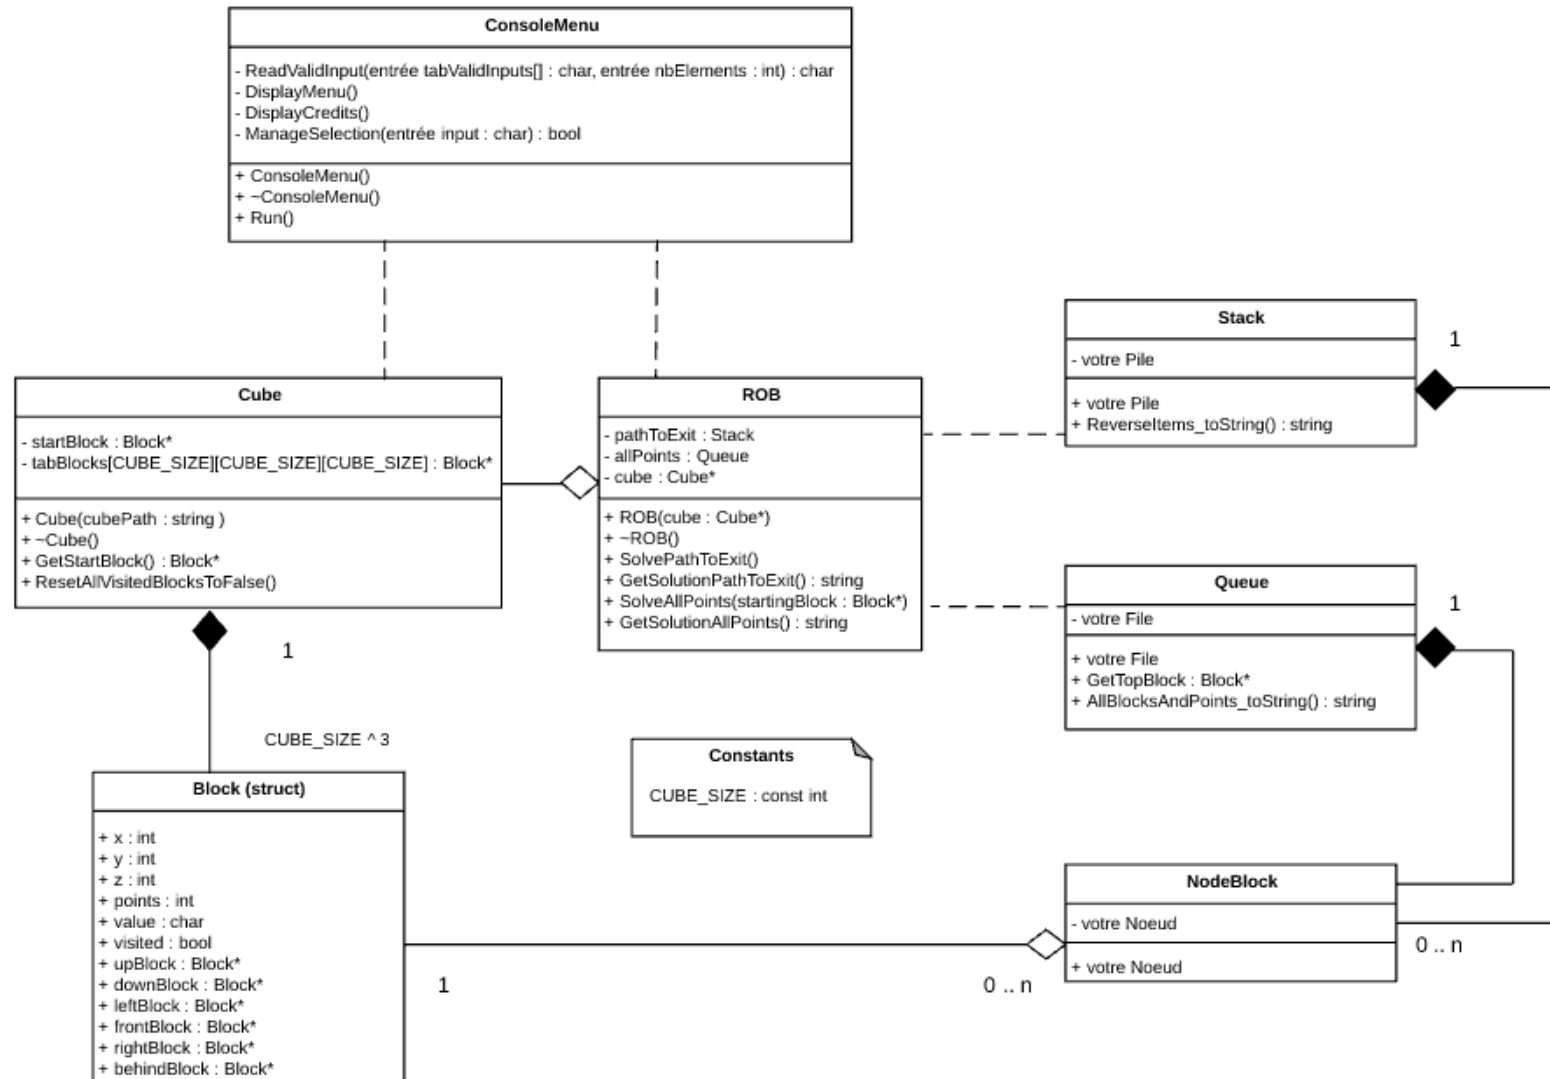 ConsoleMenu
- ReadValidInput(entrée tabValidInputs[] : char, entrée nbElements : int) : char
- DisplayMenu()
- DisplayCredits()
- ManageSelection(entrée input : char) : bool
+ ConsoleMenu()
+ ~ConsoleMenu()
+ Run()
Cube
- startBlock : Block*
- tabBlocks[CUBE_SIZE][CUBE_SIZE][CUBE_SIZE] : Block*
+ Cube(cubePath : string )
+ ~Cube()
+ GetStartBlock() : Block*
+ ResetAllVisitedBlocksToFalse()
ROB
- pathToExit : Stack
- allPoints : Queue
- cube : Cube*
+ ROB(cube : Cube*)
+ ~ROB()
+ SolvePathToExit()
+ GetSolutionPathToExit() : string
+ SolveAllPoints(startingBlock : Block*)
+ GetSolutionAllPoints() : string
Stack
- votre Pile
+ votre Pile
+ ReverseItems_toString() : string
1
Queue
- votre File
+ votre File
+ GetTopBlock : Block*
+ AllBlocksAndPoints_toString() : string
1
1
CUBE_SIZE ^ 3
Constants
CUBE_SIZE : const int
Block (struct)
+ x : int
+ y : int
+ z : int
+ points : int
+ value : char
+ visited : bool
+ upBlock : Block*
+ downBlock : Block*
+ leftBlock : Block*
+ frontBlock : Block*
+ rightBlock : Block*
+ behindBlock : Block*
1
0 .. n
NodeBlock
- votre Noeud
+ votre Noeud
0 .. n